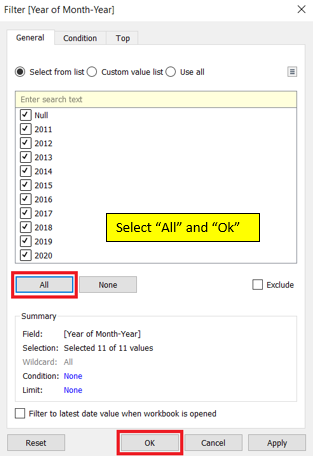 Filter [Year of Month-Year]
General Condition Top
Select from list Custom value list Use all
Enter search text
Null
2011
2012
2013
2014
2015
2016
2017
2018
2019
2020
Select “All” and “Ok”
All None Exclude
Summary
Field: [Year of Month-Year]
Selection: Selected 11 of 11 values
Wildcard: All
Condition: None
Limit: None
Filter to latest date value when workbook is opened
Reset OK Cancel Apply